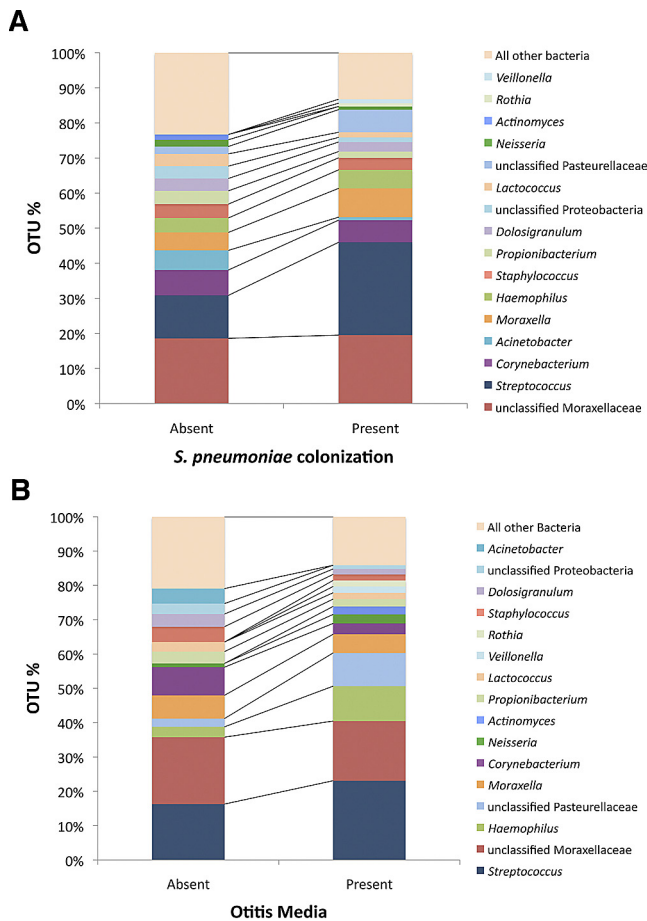 A
100%
90%
80%
70%
60%
50%
40%
30%
20%
10%
0%
OTU %
Absent
Present
S. pneumoniae colonization
All other bacteria
Veillonella
Rothia
Actinomyces
Neisseria
unclassified Pasteurellaceae
Lactococcus
unclassified Proteobacteria
Dolosigranulum
Propionibacterium
Staphylococcus
Haemophilus
Moraxella
Acinetobacter
Corynebacterium
Streptococcus
unclassified Moraxellaceae
B
100%
90%
80%
70%
60%
50%
40%
30%
20%
10%
0%
OTU %
Absent
Present
Otitis Media
All other Bacteria
Acinetobacter
unclassified Proteobacteria
Dolosigranulum
Staphylococcus
Rothia
Veillonella
Lactococcus
Propionibacterium
Actinomyces
Neisseria
Corynebacterium
Moraxella
unclassified Pasteurellaceae
Haemophilus
unclassified Moraxellaceae
Streptococcus